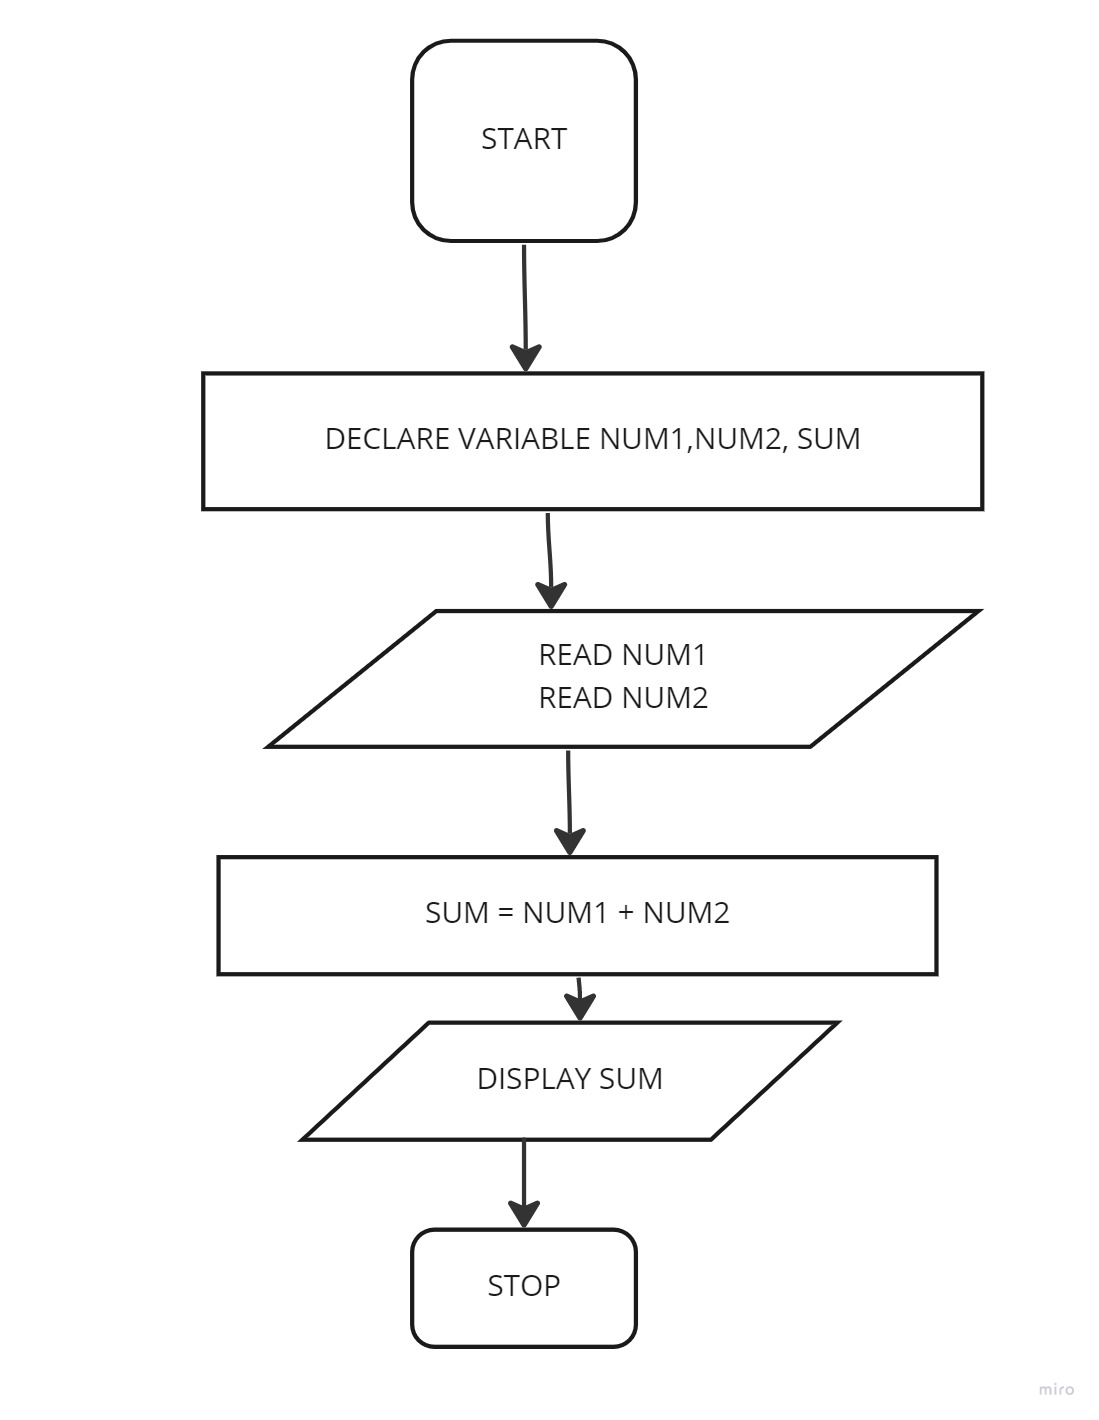 START
DECLARE VARIABLE NUM1,NUM2, SUM
READ NUM1
READ NUM2
SUM = NUM1 + NUM2
DISPLAY SUM
STOP
miro